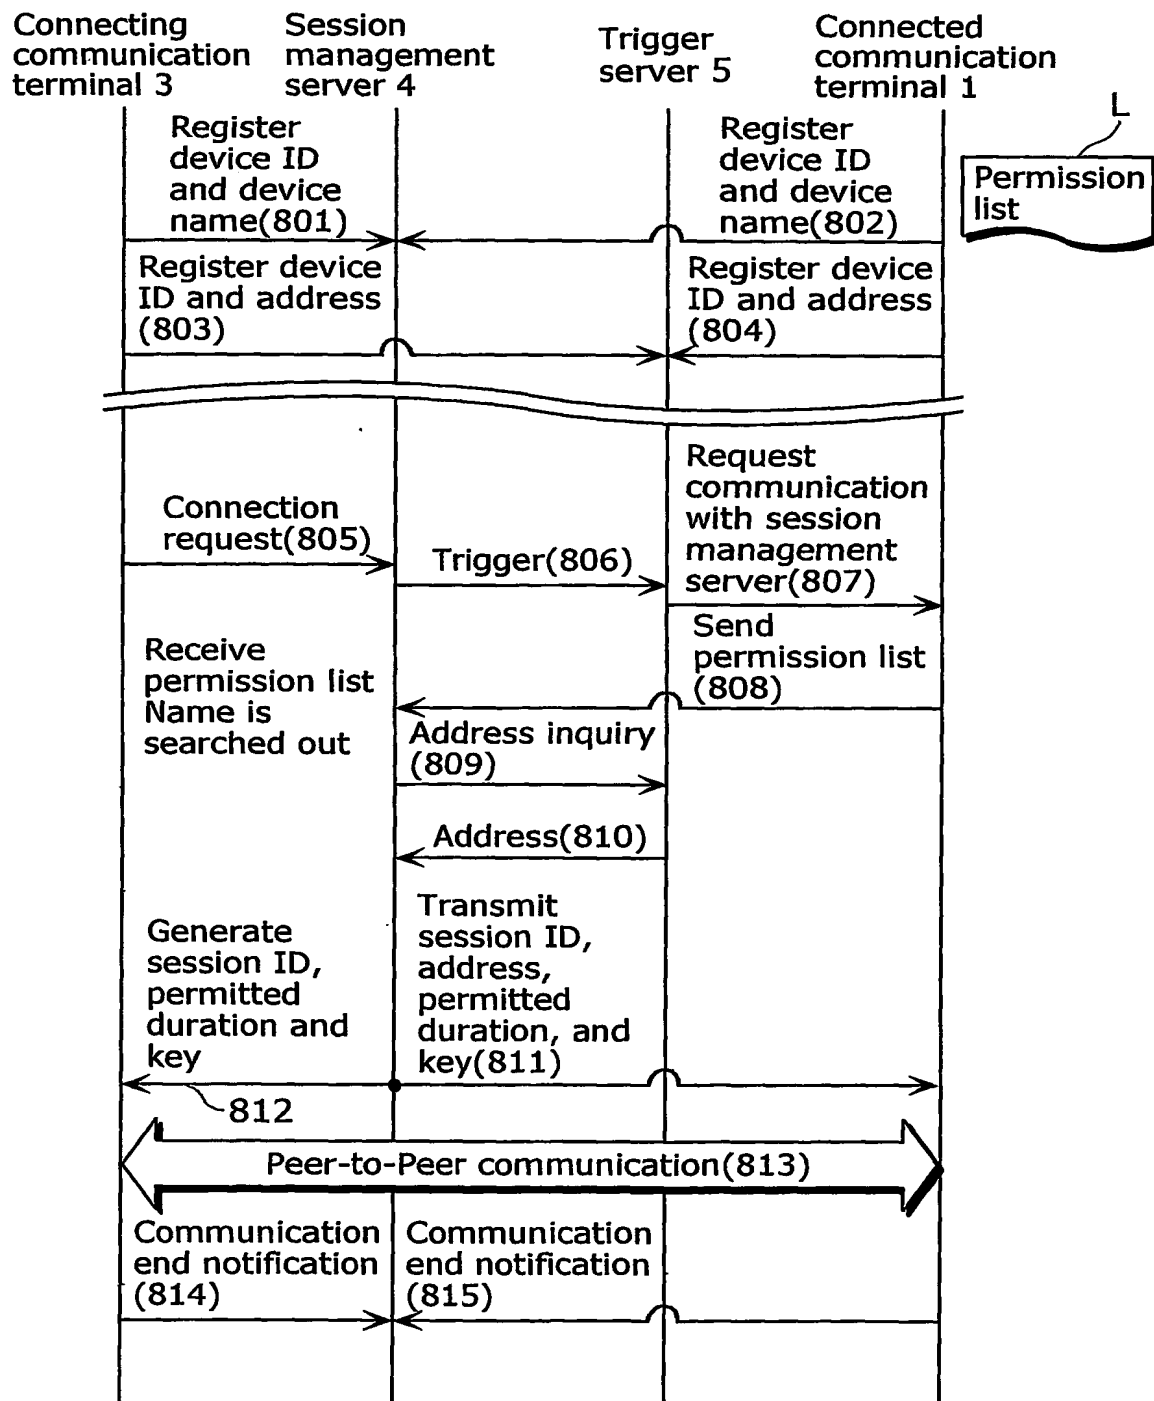 Connecting
communication
terminal 3
Session
management
server 4
Trigger
server 5
Connected
communication
terminal 1
L
Permission
list
Register
device ID
and device
name(801)
Register
device ID
and device
name(802)
Register device
ID and address
(803)
Register device
ID and address
(804)
Connection
request(805)
Trigger(806)
Request
communication
with session
management
server(807)
Send
permission list
(808)
Receive
permission list
Name is
searched out
Address inquiry
(809)
Address(810)
Generate
session ID,
permitted
duration and
key
Transmit
session ID,
address,
permitted
duration, and
key(811)
812
Peer-to-Peer communication(813)
Communication
end notification
(814)
Communication
end notification
(815)